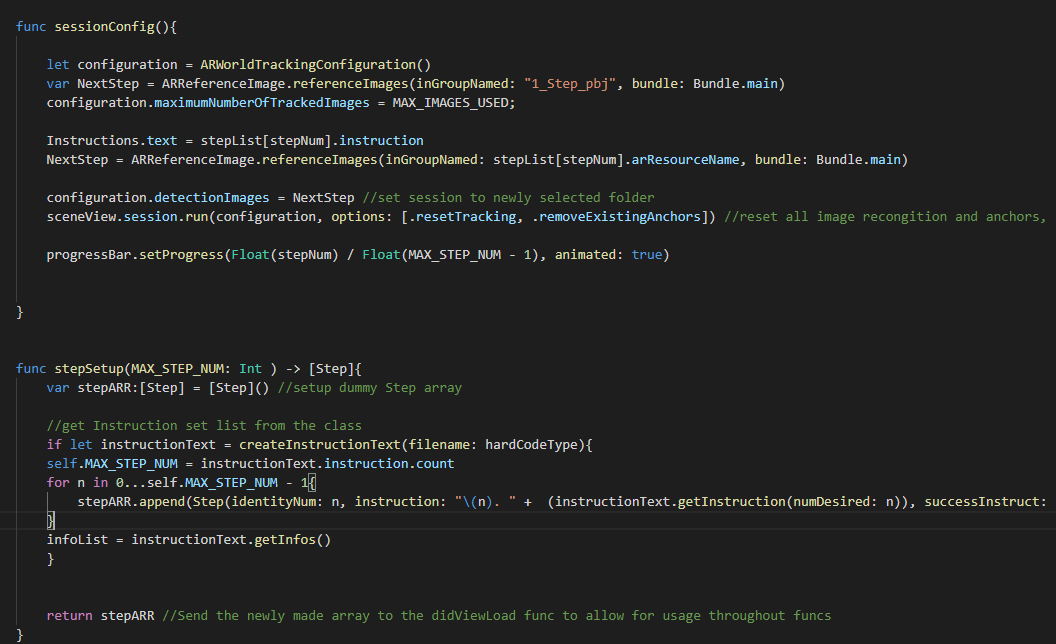 func sessionConfig(){
let configuration = ARWorldTrackingConfiguration()
var NextStep = ARReferenceImage.referenceImages(inGroupNamed: "1_Step_pbj", bundle: Bundle.main)
configuration.maximumNumberOfTrackedImages = MAX_IMAGES_USED;
Instructions.text = stepList[stepNum].instruction
NextStep = ARReferenceImage.referenceImages(inGroupNamed: stepList[stepNum].arResourceName, bundle: Bundle.main)
configuration.detectionImages = NextStep //set session to newly selected folder
sceneView.session.run(configuration, options: [.resetTracking, .removeExistingAnchors]) //reset all image recongition and anchors,
progressBar.setProgress(Float(stepNum) / Float(MAX_STEP_NUM - 1), animated: true)
}
func stepSetup(MAX_STEP_NUM: Int ) -> [Step]{
var stepARR:[Step] = [Step]() //setup dummy Step array
//get Instruction set list from the class
if let instructionText = createInstructionText(filename: hardCodeType){
self.MAX_STEP_NUM = instructionText.instruction.count
for n in 0...self.MAX_STEP_NUM - 1{
stepARR.append(Step(identityNum: n, instruction: "\(n). " +  (instructionText.getInstruction(numDesired: n)), successInstruct:
}
infoList = instructionText.getInfos()
}
return stepARR //Send the newly made array to the didViewLoad func to allow for usage throughout funcs
}